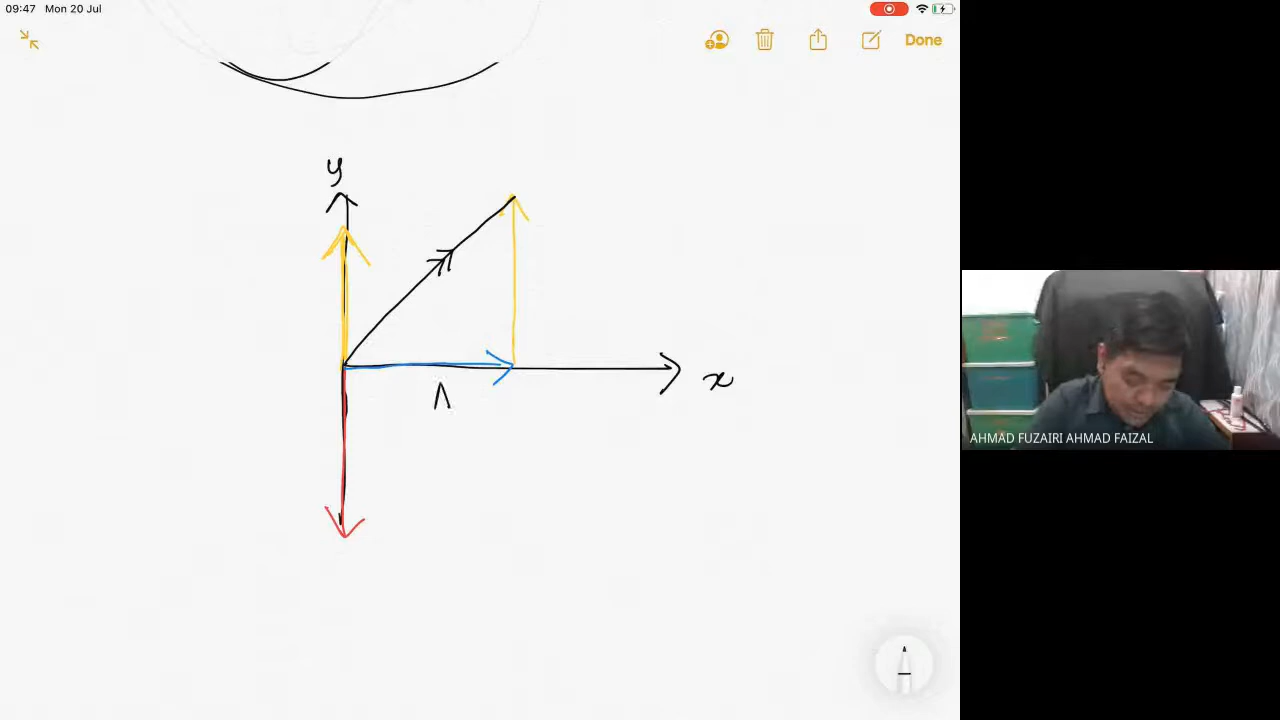 09:47 Mon 20 Jul
Done
y
x
AHMAD FUZAIRI AHMAD FAIZAL